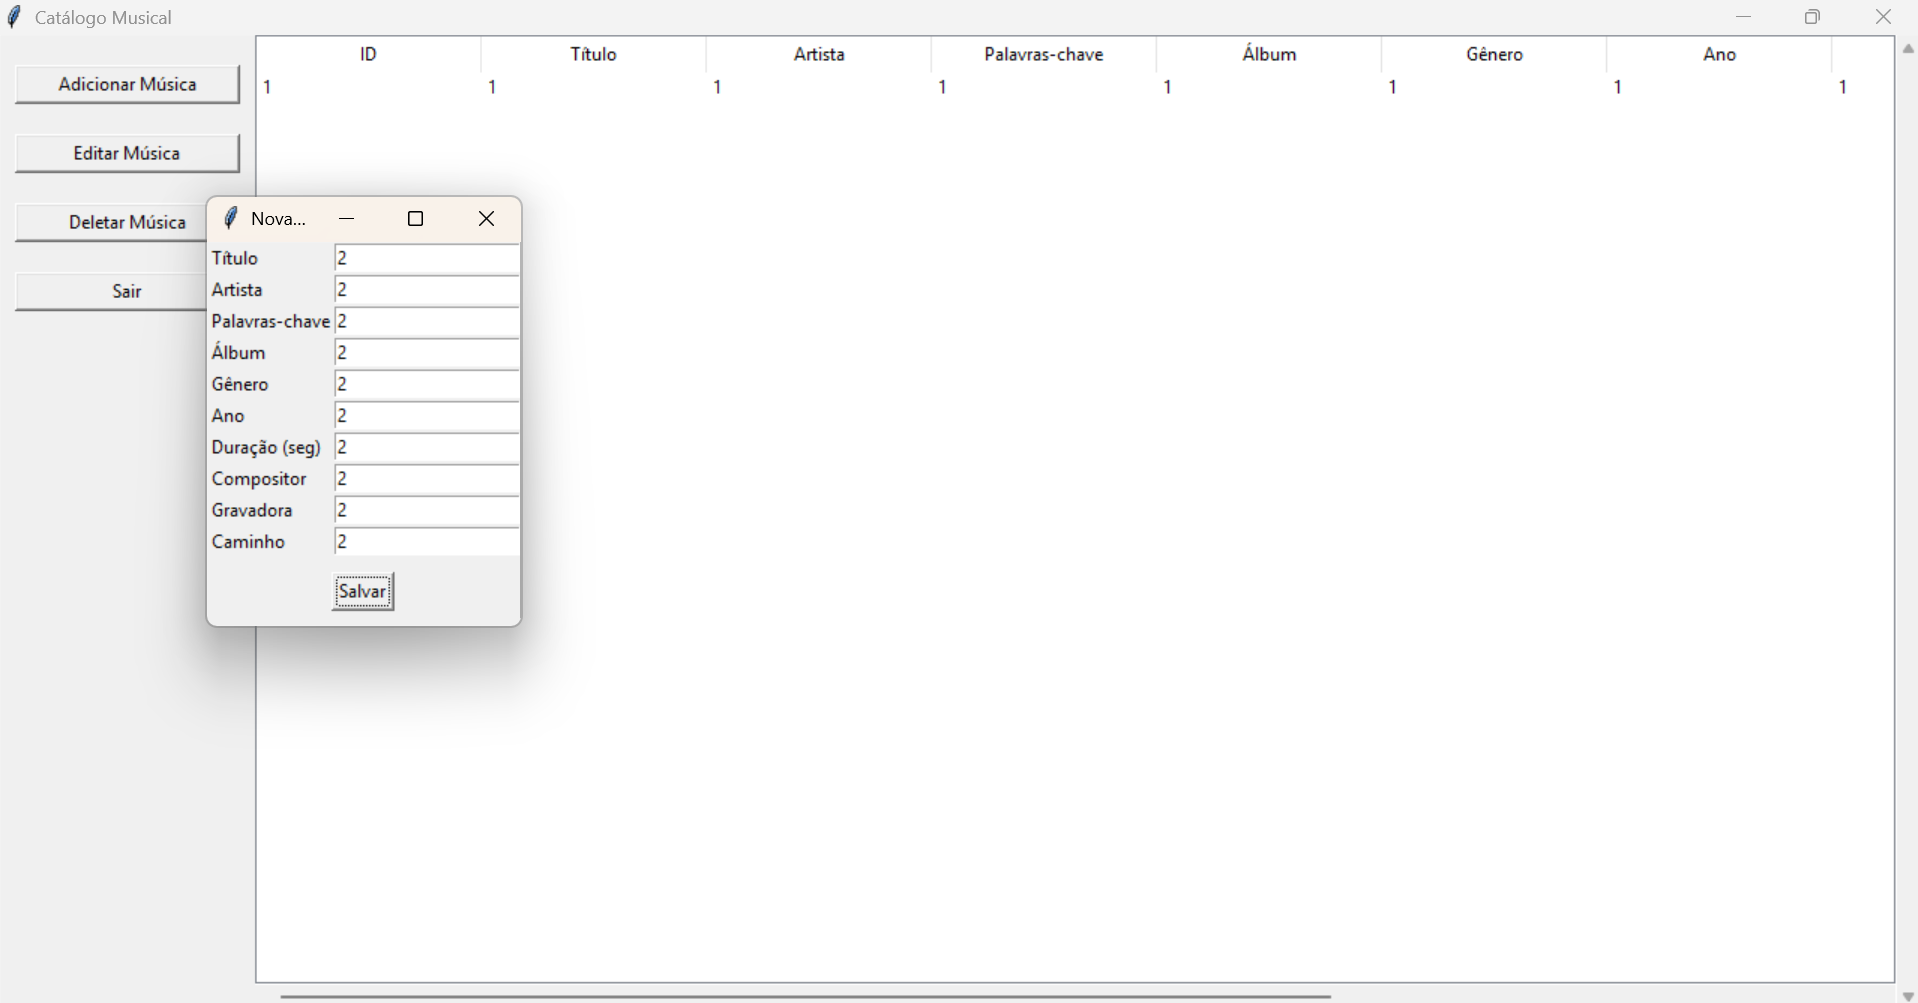 Catálogo Musical
ID Título Artista Palavras-chave Álbum Gênero Ano
1 1 1 1 1 1 1 1
Adicionar Música
Editar Música
Deletar Música
Sair
Nova...
Título 2
Artista 2
Palavras-chave 2
Álbum 2
Gênero 2
Ano 2
Duração (seg) 2
Compositor 2
Gravadora 2
Caminho 2
Salvar